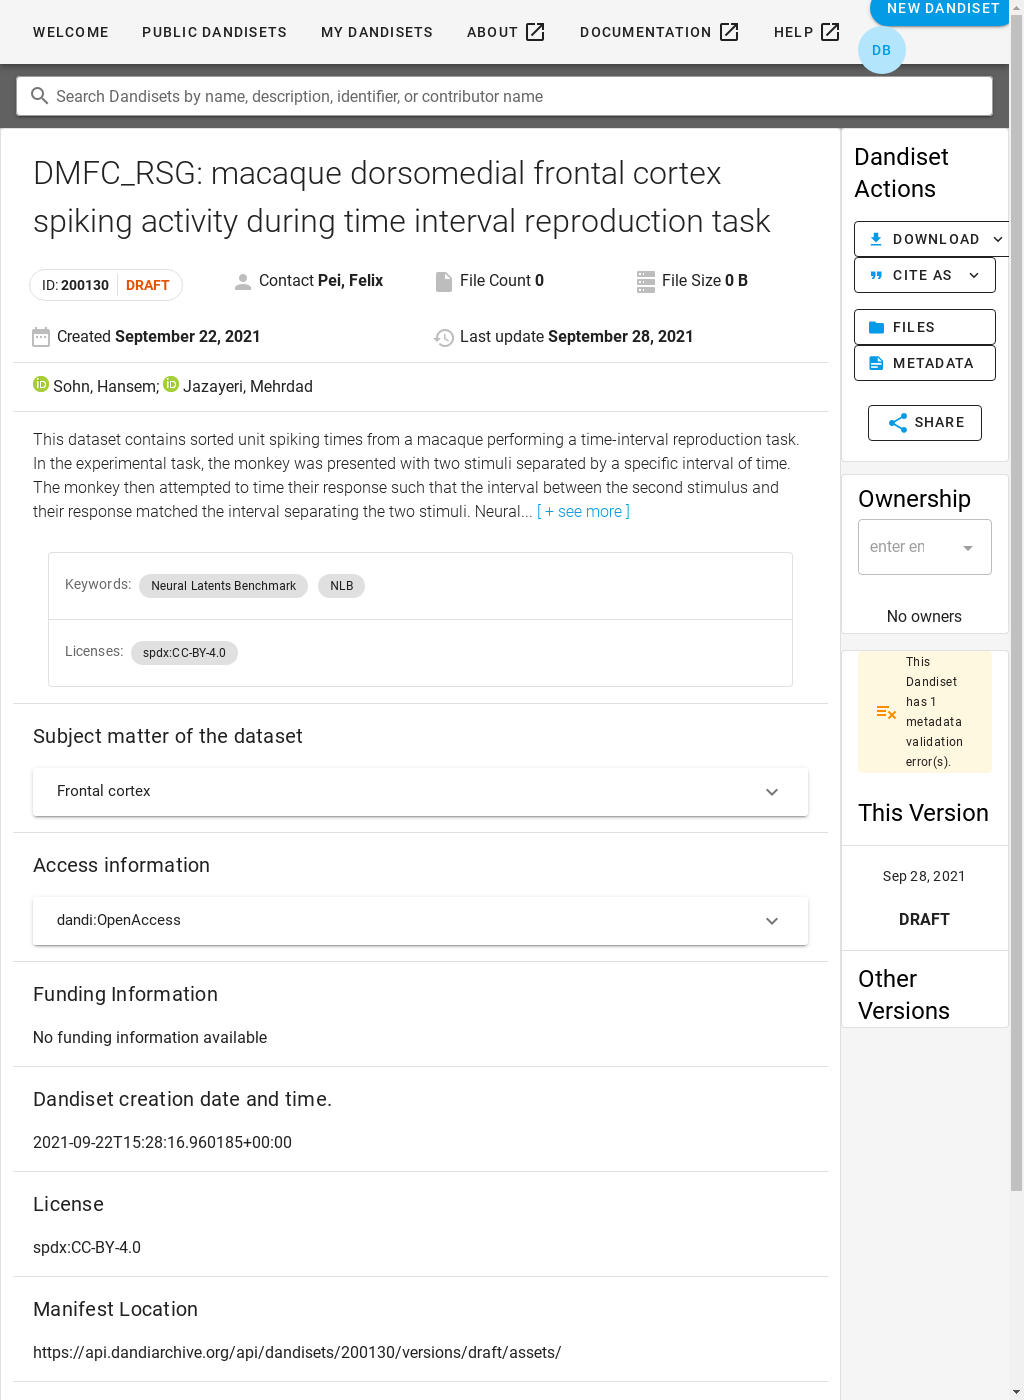 WELCOME
PUBLIC DANDISETS
MY DANDISETS
ABOUT
DOCUMENTATION
HELP
NEW DANDISET
DB
Search Dandisets by name, description, identifier, or contributor name
DMFC_RSG: macaque dorsomedial frontal cortex
spiking activity during time interval reproduction task
ID: 200130 DRAFT
Contact Pei, Felix
File Count 0
File Size 0 B
Created September 22, 2021
Last update September 28, 2021
iD Sohn, Hansem; iD Jazayeri, Mehrdad
This dataset contains sorted unit spiking times from a macaque performing a time-interval reproduction task.
In the experimental task, the monkey was presented with two stimuli separated by a specific interval of time.
The monkey then attempted to time their response such that the interval between the second stimulus and
their response matched the interval separating the two stimuli. Neural... [ + see more ]
Keywords: Neural Latents Benchmark NLB
Licenses: spdx:CC-BY-4.0
Subject matter of the dataset
Frontal cortex
Access information
dandi:OpenAccess
Funding Information
No funding information available
Dandiset creation date and time.
2021-09-22T15:28:16.960185+00:00
License
spdx:CC-BY-4.0
Manifest Location
https://api.dandiarchive.org/api/dandisets/200130/versions/draft/assets/
Dandiset
Actions
DOWNLOAD
CITE AS
FILES
METADATA
SHARE
Ownership
enter en
No owners
This
Dandiset
has 1
metadata
validation
error(s).
This Version
Sep 28, 2021
DRAFT
Other
Versions